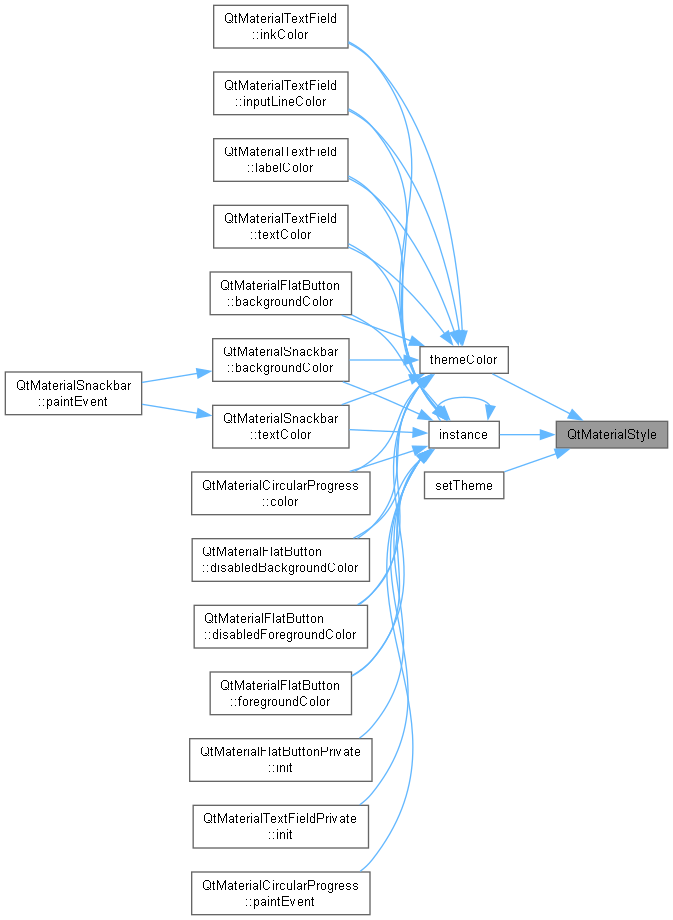 QtMaterialTextField
::inkColor
QtMaterialTextField
::inputLineColor
QtMaterialTextField
::labelColor
QtMaterialTextField
::textColor
QtMaterialFlatButton
::backgroundColor
QtMaterialSnackbar
::backgroundColor
themeColor
QtMaterialSnackbar
::paintEvent
QtMaterialSnackbar
::textColor
instance
QtMaterialStyle
QtMaterialCircularProgress
::color
setTheme
QtMaterialFlatButton
::disabledBackgroundColor
QtMaterialFlatButton
::disabledForegroundColor
QtMaterialFlatButton
::foregroundColor
QtMaterialFlatButtonPrivate
::init
QtMaterialTextFieldPrivate
::init
QtMaterialCircularProgress
::paintEvent